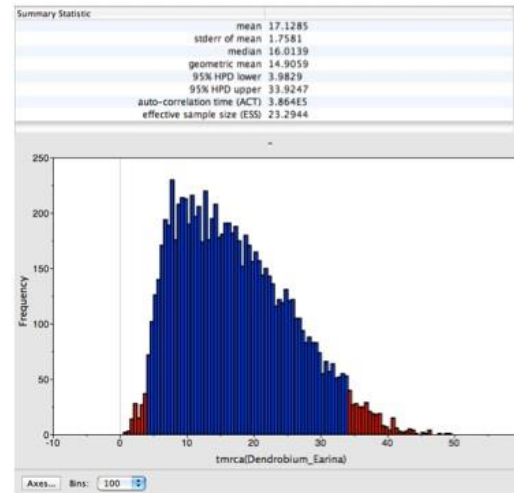 Summary Statistic
mean 17.1285
stderr of mean 1.7581
median 16.0139
geometric mean 14.9059
95% HPD lower 3.9829
95% HPD upper 33.9247
auto-correlation time (ACT) 3.864E5
effective sample size (ESS) 23.2944
-
250
200
150
100
50
0
Frequency
-10 0 10 20 30 40 50
tmrca(Dendrobium_Earina)
Axes... Bins: 100